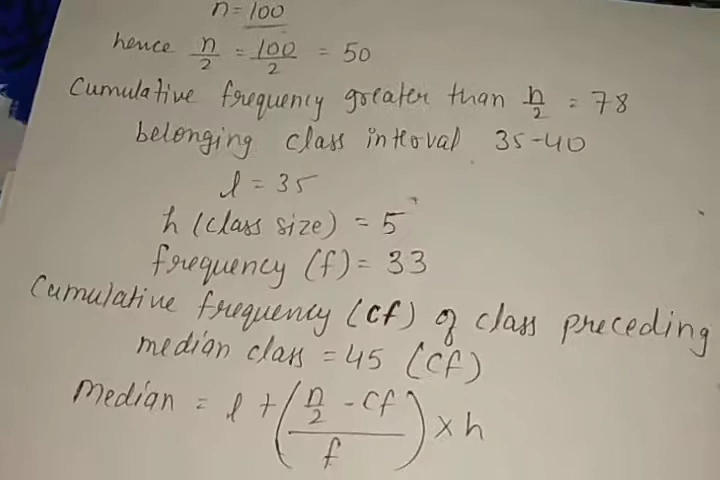 n = 100
hence n/2 = 100/2 = 50
Cumulative frequency greater than n/2 = 78
belonging class interval 35-40
l = 35
h (class size) = 5
frequency (f) = 33
Cumulative frequency (cf) of class preceding
median class = 45 (cf)
Median = l + ((n/2 - cf)/f) × h